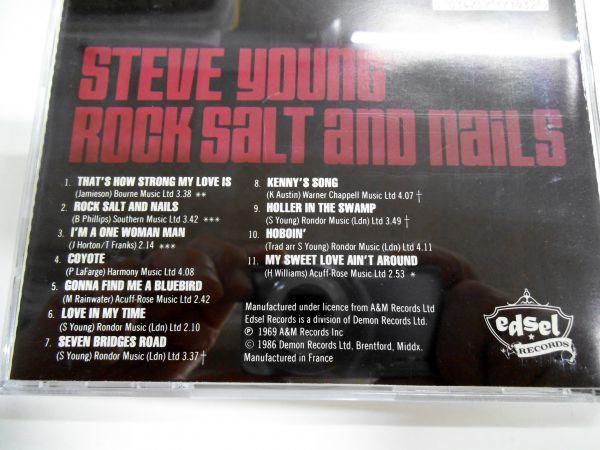 STEVE YOUNG
ROCK SALT AND NAILS
1. THAT'S HOW STRONG MY LOVE IS
(Jamieson) Bourne Music Ltd 3.38 **
2. ROCK SALT AND NAILS
(B Phillips) Southern Music Ltd 3.42 ***
3. I'M A ONE WOMAN MAN
(J Horton/T Franks) 2.14 ***
4. COYOTE
(P LaFarge) Harmony Music Ltd 4.08
5. GONNA FIND ME A BLUEBIRD
(M Rainwater) Acuff-Rose Music Ltd 2.42
6. LOVE IN MY TIME
(S Young) Rondor Music (Ldn) Ltd 2.10
7. SEVEN BRIDGES ROAD
(S Young) Rondor Music (Ldn) Ltd 3.37 †
8. KENNY'S SONG
(K Austin) Warner Chappell Music Ltd 4.07 †
9. HOLLER IN THE SWAMP
(S Young) Rondor Music (Ldn) Ltd 3.49 †
10. HOBOIN'
(Trad arr S Young) Rondor Music (Ldn) Ltd 4.11
11. MY SWEET LOVE AIN'T AROUND
(H Williams) Acuff-Rose Music Ltd 2.53 *
Manufactured under licence from A&M Records Ltd
Edsel Records is a division of Demon Records Ltd.
℗ 1969 A&M Records Inc
© 1986 Demon Records Ltd, Brentford, Middx.
Manufactured in France
edsel
RECORDS